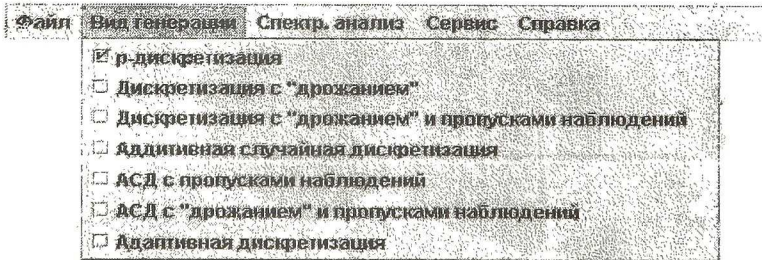 Файл Вид генерации Спектр. анализ Сервис Справка
р-дискретизация
Дискретизация с "дрожанием"
Дискретизация с "дрожанием" и пропусками наблюдений
Аддитивная случайная дискретизация
АСД с пропусками наблюдений
АСД с "дрожанием" и пропусками наблюдений
Адаптивная дискретизация